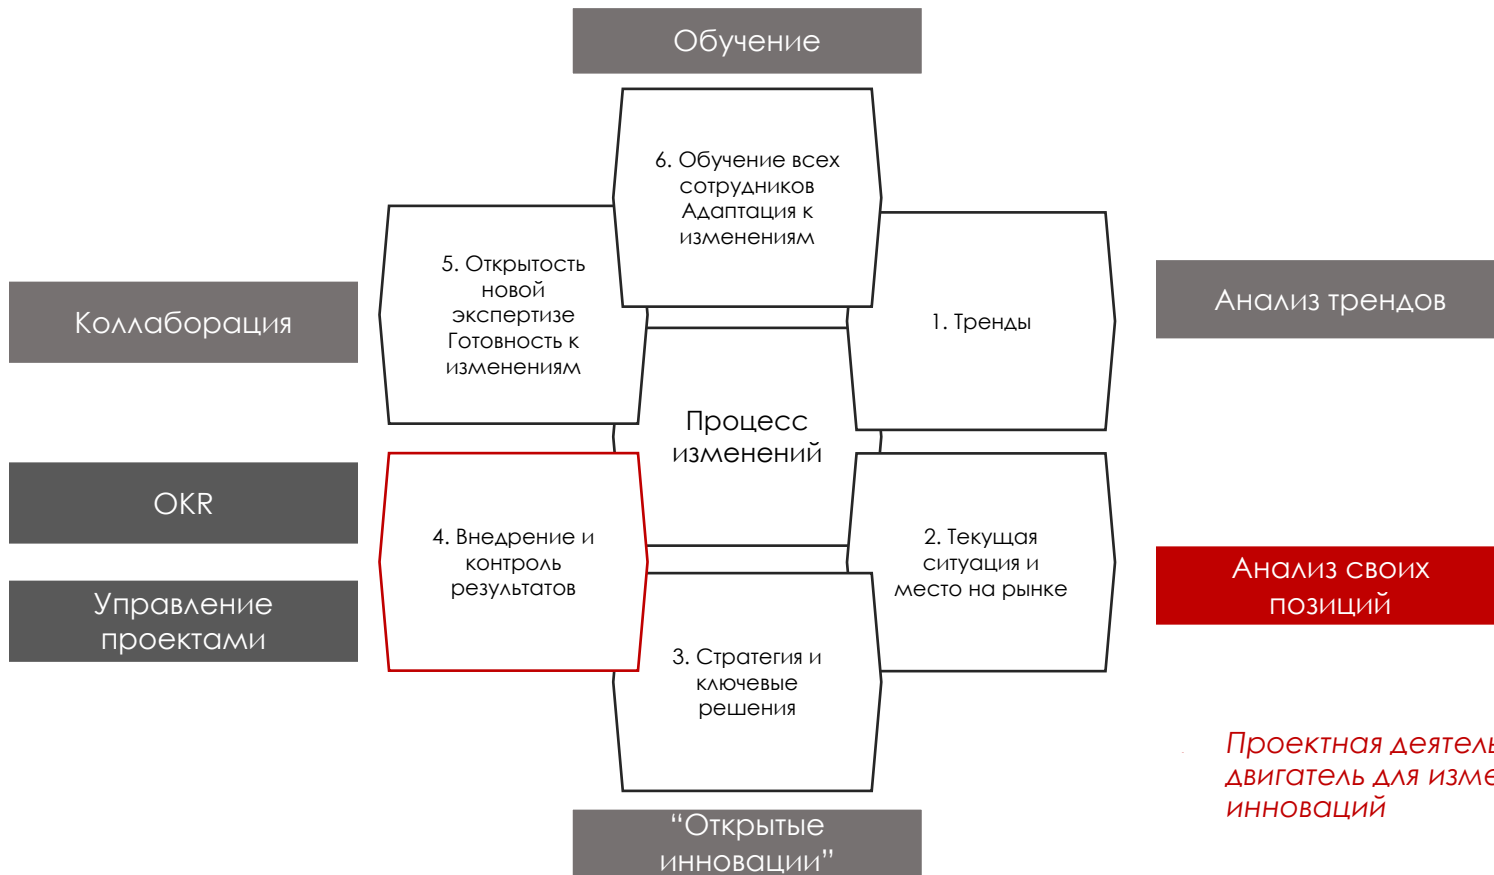 Обучение
6. Обучение всех
сотрудников
Адаптация к
изменениям
5. Открытость
новой
экспертизе
Готовность к
изменениям
1. Тренды
Коллаборация
Анализ трендов
Процесс
изменений
OKR
Управление
проектами
4. Внедрение и
контроль
результатов
2. Текущая
ситуация и
место на рынке
Анализ своих
позиций
3. Стратегия и
ключевые
решения
Проектная
двигатель для
инноваций
“Открытые
инновации”